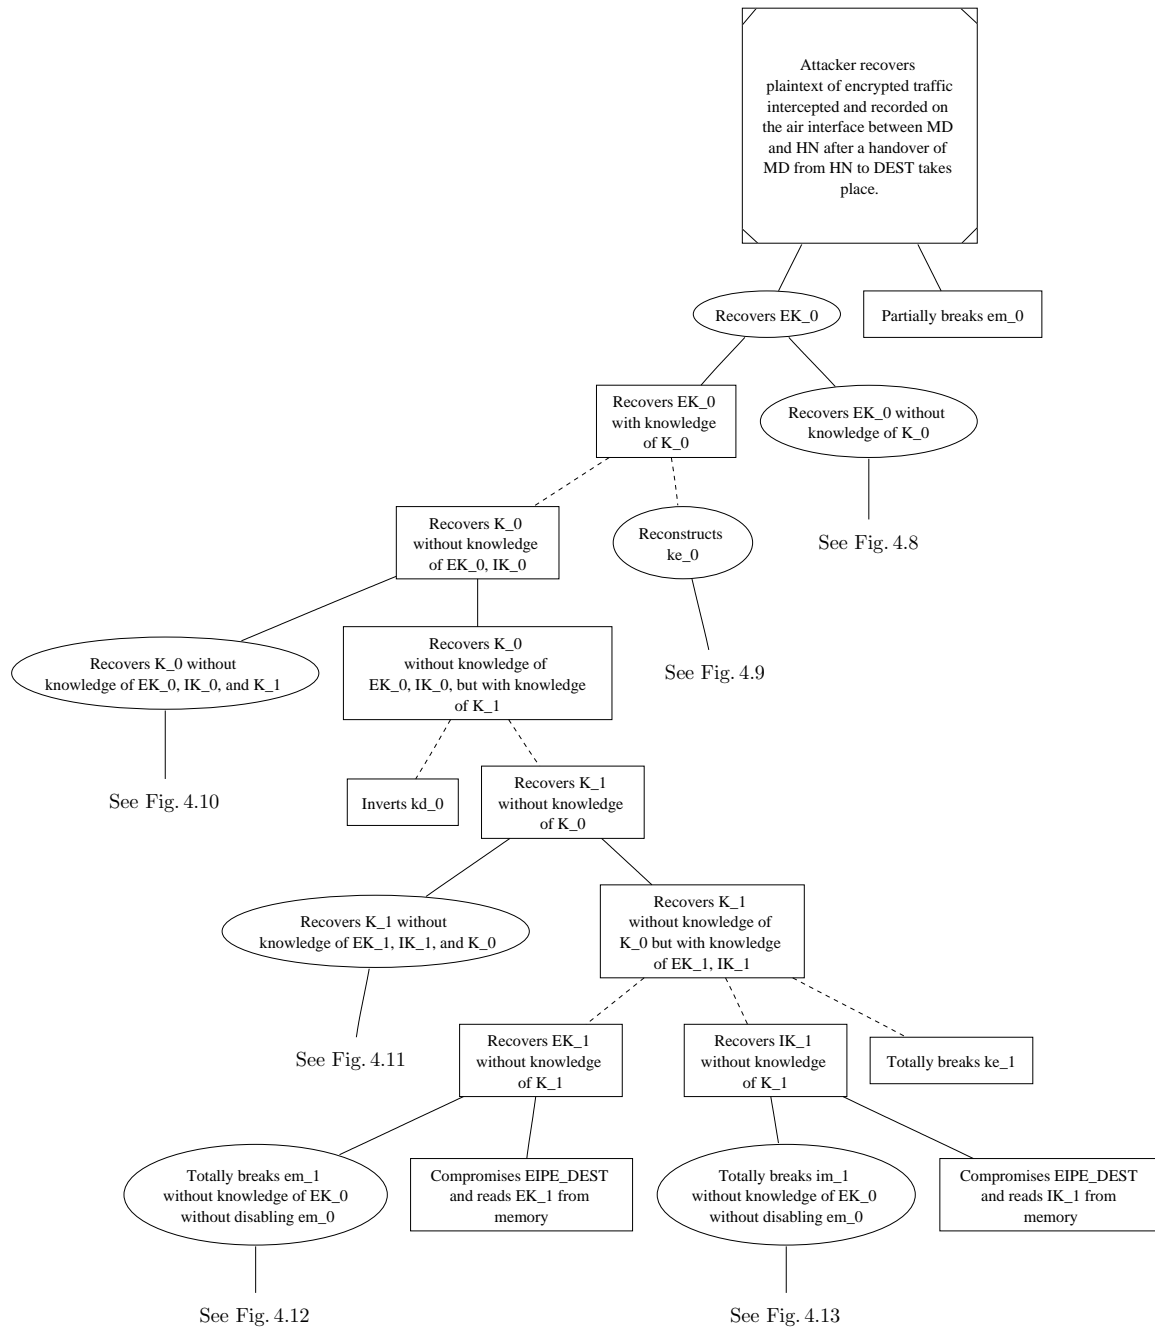 Attacker recovers
plaintext of encrypted traffic
intercepted and recorded on
the air interface between MD
and HN after a handover of
MD from HN to DEST takes
place.
Recovers EK_0
Partially breaks em_0
Recovers EK_0
with knowledge
of K_0
Recovers EK_0 without
knowledge of K_0
Recovers K_0
without knowledge
of EK_0, IK_0
Reconstructs
ke_0
See Fig. 4.8
Recovers K_0 without
knowledge of EK_0, IK_0, and K_1
Recovers K_0
without knowledge of
EK_0, IK_0, but with knowledge
of K_1
See Fig. 4.9
See Fig. 4.10
Inverts kd_0
Recovers K_1
without knowledge
of K_0
Recovers K_1 without
knowledge of EK_1, IK_1, and K_0
Recovers K_1
without knowledge of
K_0 but with knowledge
of EK_1, IK_1
See Fig. 4.11
Recovers EK_1
without knowledge
of K_1
Recovers IK_1
without knowledge
of K_1
Totally breaks ke_1
Totally breaks em_1
without knowledge of EK_0
without disabling em_0
Compromises EIPE_DEST
and reads EK_1 from
memory
Totally breaks im_1
without knowledge of EK_0
without disabling em_0
Compromises EIPE_DEST
and reads IK_1 from
memory
See Fig. 4.12
See Fig. 4.13